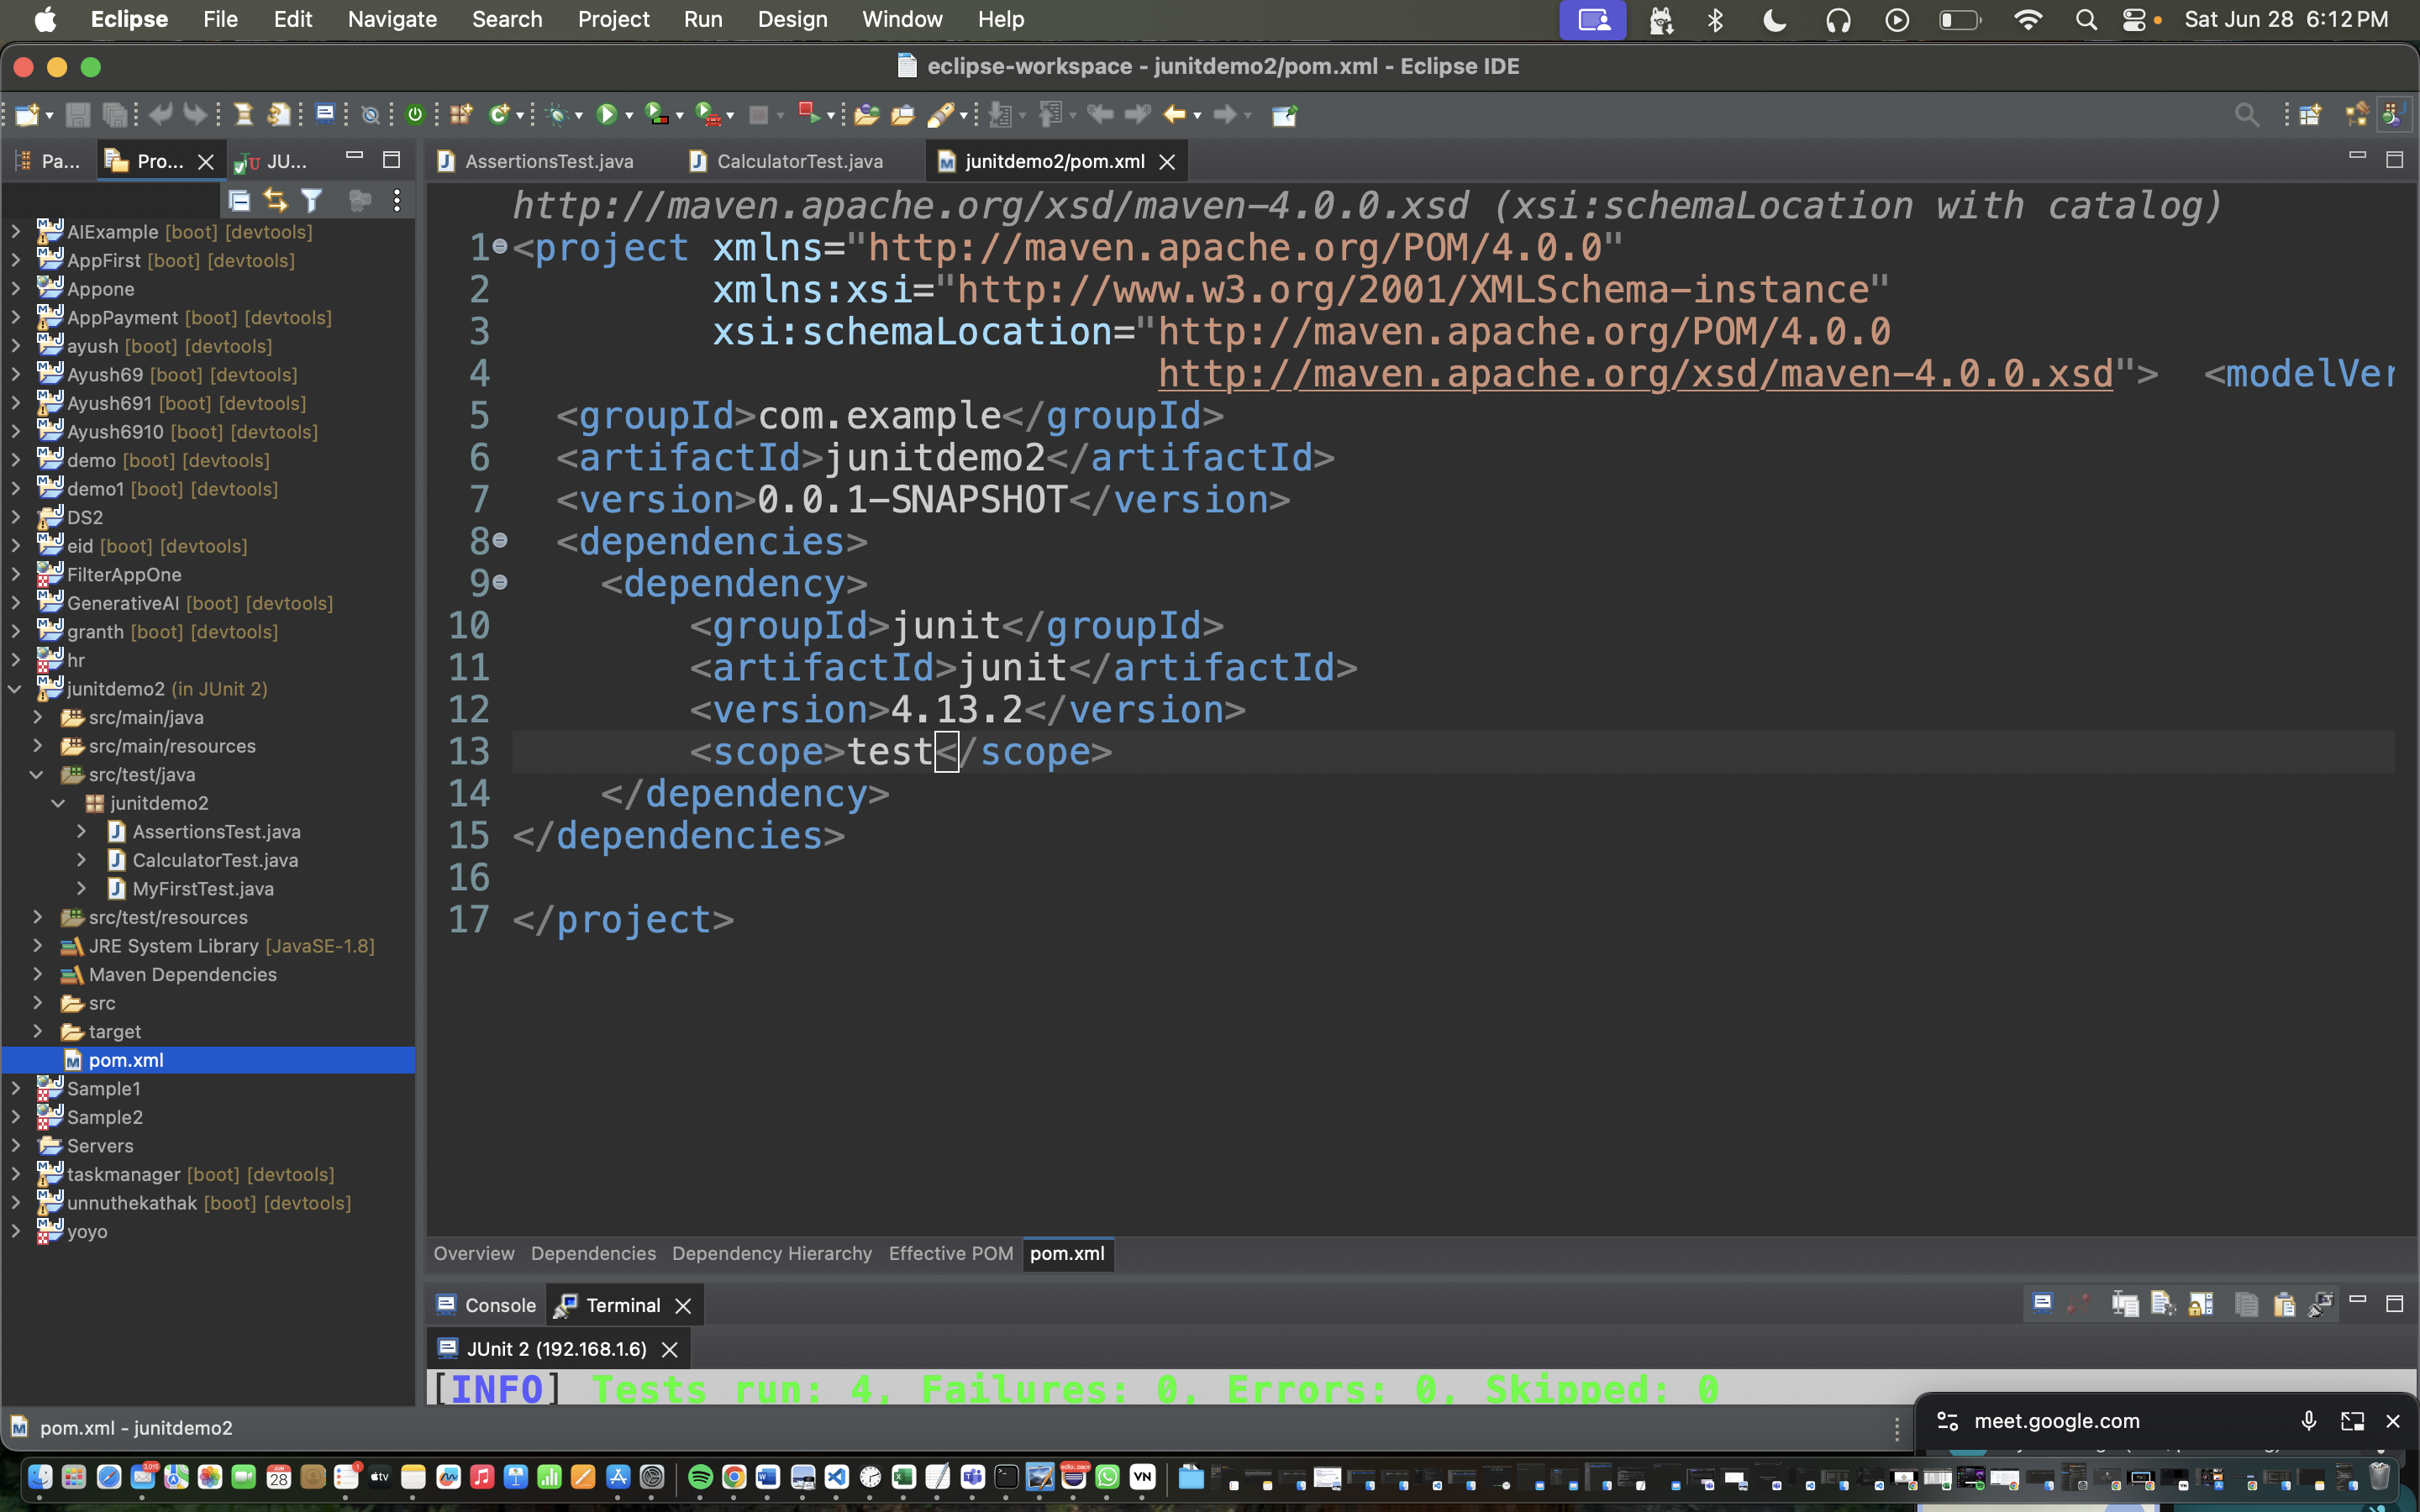 Eclipse File Edit Navigate Search Project Run Design Window Help Sat Jun 28 6:12 PM
eclipse-workspace - junitdemo2/pom.xml - Eclipse IDE
Pa... Pro... JU...
AssertionsTest.java CalculatorTest.java junitdemo2/pom.xml
AIExample [boot] [devtools]
AppFirst [boot] [devtools]
Appone
AppPayment [boot] [devtools]
ayush [boot] [devtools]
Ayush69 [boot] [devtools]
Ayush691 [boot] [devtools]
Ayush6910 [boot] [devtools]
demo [boot] [devtools]
demo1 [boot] [devtools]
DS2
eid [boot] [devtools]
FilterAppOne
GenerativeAI [boot] [devtools]
granth [boot] [devtools]
hr
junitdemo2 (in JUnit 2)
src/main/java
src/main/resources
src/test/java
junitdemo2
AssertionsTest.java
CalculatorTest.java
MyFirstTest.java
src/test/resources
JRE System Library [JavaSE-1.8]
Maven Dependencies
src
target
pom.xml
Sample1
Sample2
Servers
taskmanager [boot] [devtools]
unnuthekathak [boot] [devtools]
yoyo
http://maven.apache.org/xsd/maven-4.0.0.xsd (xsi:schemaLocation with catalog)
1 <project xmlns="http://maven.apache.org/POM/4.0.0"
2 xmlns:xsi="http://www.w3.org/2001/XMLSchema-instance"
3 xsi:schemaLocation="http://maven.apache.org/POM/4.0.0
4 http://maven.apache.org/xsd/maven-4.0.0.xsd"> <modelVer
5 <groupId>com.example</groupId>
6 <artifactId>junitdemo2</artifactId>
7 <version>0.0.1-SNAPSHOT</version>
8 <dependencies>
9 <dependency>
10 <groupId>junit</groupId>
11 <artifactId>junit</artifactId>
12 <version>4.13.2</version>
13 <scope>test</scope>
14 </dependency>
15 </dependencies>
16
17 </project>
Overview Dependencies Dependency Hierarchy Effective POM pom.xml
Console Terminal
JUnit 2 (192.168.1.6)
[INFO] Tests run: 4, Failures: 0, Errors: 0, Skipped: 0
pom.xml - junitdemo2
meet.google.com